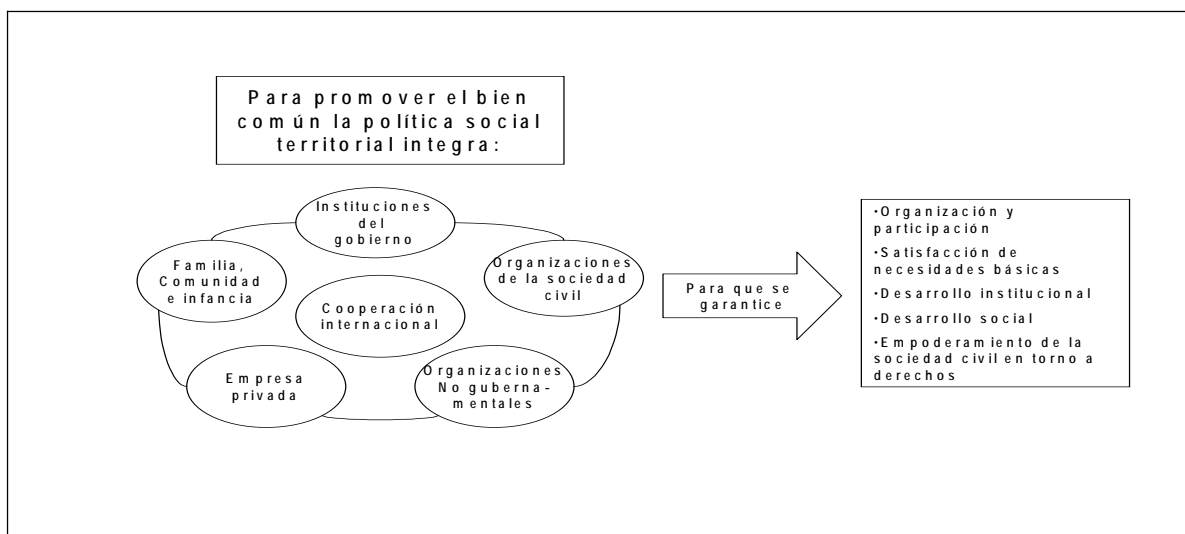 Para promover el bien
común la política social
territorial integra:
Instituciones
del
gobierno
Familia,
Comunidad
e infancia
Organizaciones
de la sociedad
civil
Cooperación
internacional
Empresa
privada
Organizaciones
No guberna-
mentales
Para que se
garantice
•Organización y
participación
•Satisfacción de
necesidades básicas
•Desarrollo institucional
•Desarrollo social
•Empoderamiento de la
sociedad civil en torno a
derechos